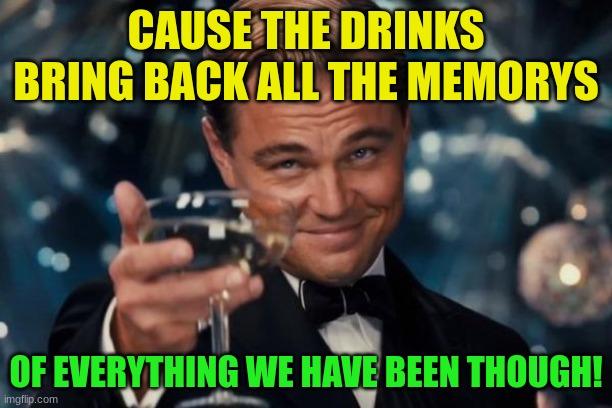 CAUSE THE DRINKS
BRING BACK ALL THE MEMORYS
OF EVERYTHING WE HAVE BEEN THOUGH!
imgflip.com